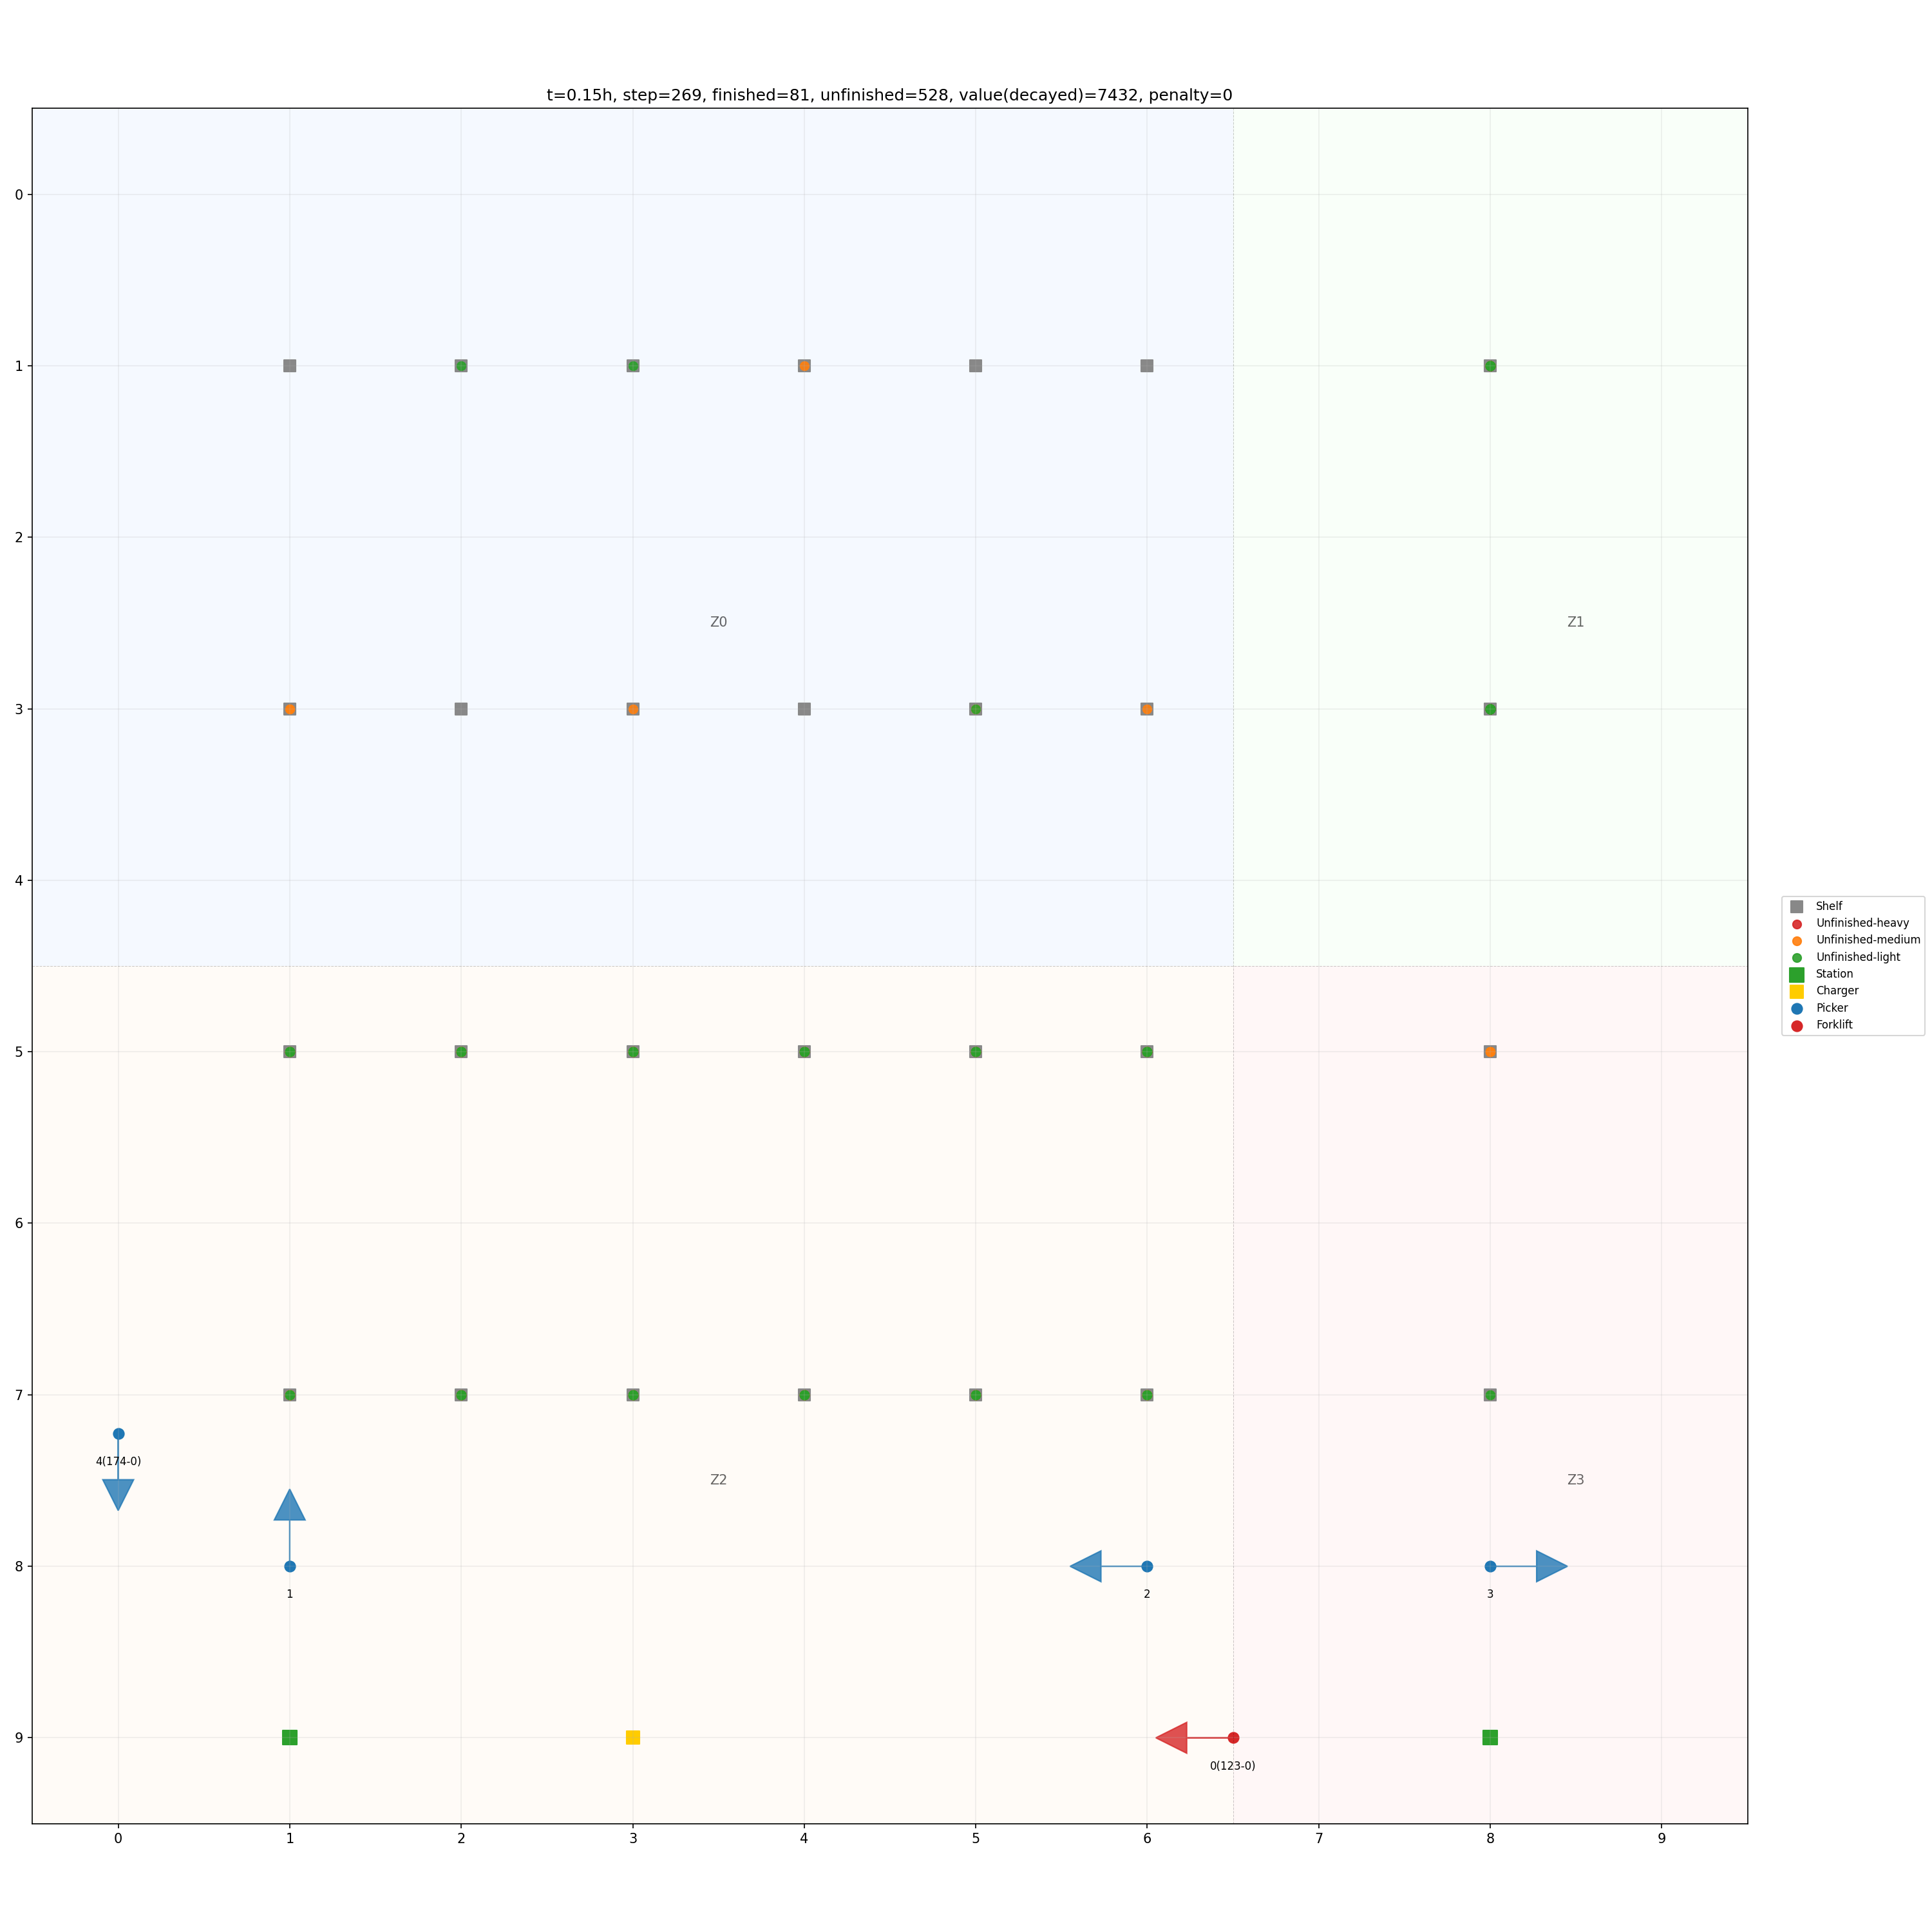 t=0.15h, step=269, finished=81, unfinished=528, value(decayed)=7432, penalty=0
0
1
2
Z0
Z1
3
4
Shelf
Unfinished-heavy
Unfinished-medium
Unfinished-light
Station
Charger
Picker
Forklift
5
6
7
4(174-0)
Z2
Z3
8
1
2
3
9
0(123-0)
0 1 2 3 4 5 6 7 8 9